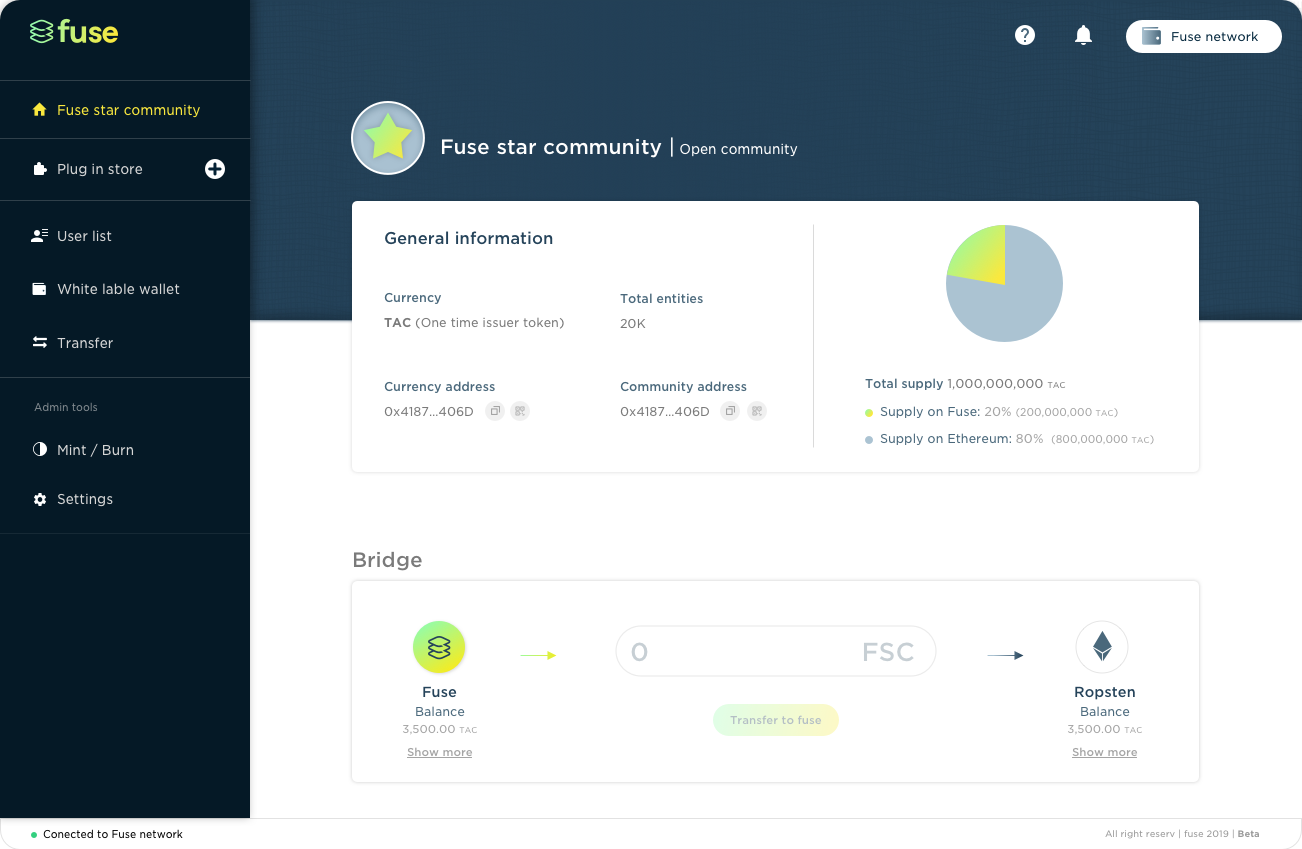 fuse
Fuse network
Fuse star community
Plug in store
User list
White lable wallet
Transfer
Admin tools
Mint / Burn
Settings
Fuse star community | Open community
General information
Currency
TAC (One time issuer token)
Total entities
20K
Currency address
0x4187...406D
Community address
0x4187...406D
Total supply 1,000,000,000 TAC
Supply on Fuse: 20% (200,000,000 TAC)
Supply on Ethereum: 80% (800,000,000 TAC)
Bridge
Fuse
Balance
3,500.00 TAC
Show more
0 FSC
Transfer to fuse
Ropsten
Balance
3,500.00 TAC
Show more
Conected to Fuse network
All right reserv | fuse 2019 | Beta